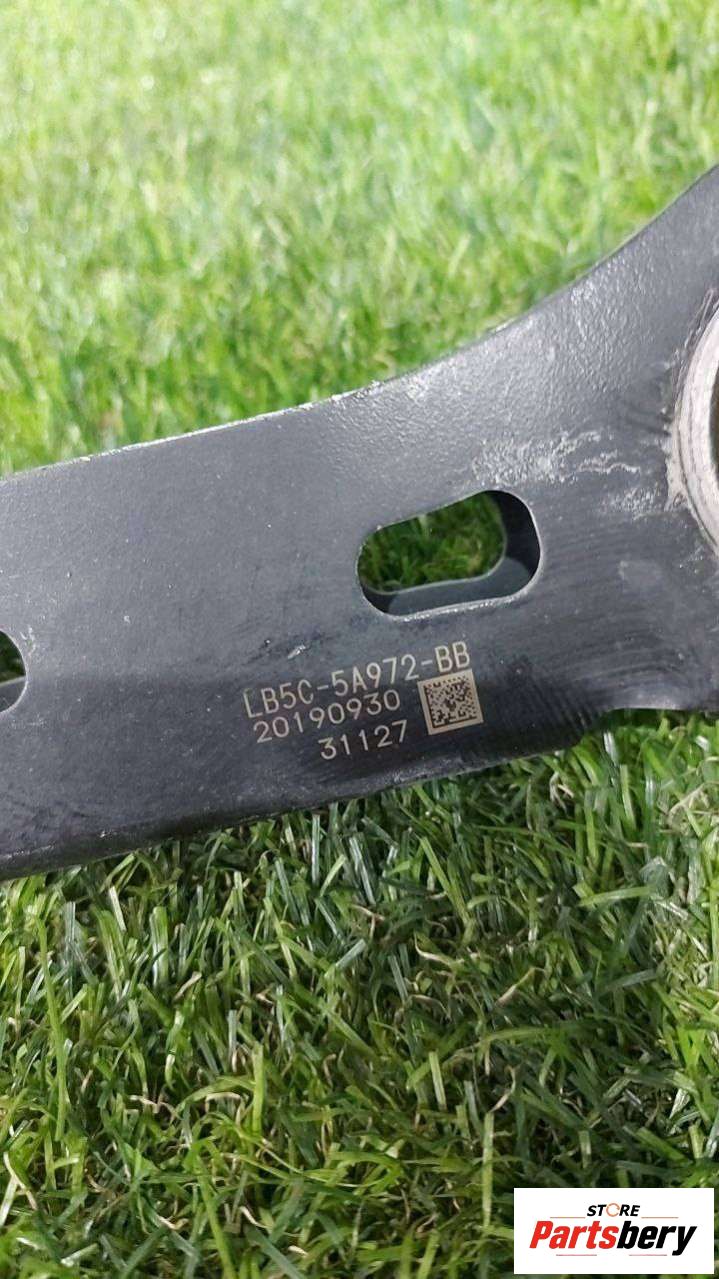 LB5C-5A972-BB
20190930
31127
STORE
Partsbery